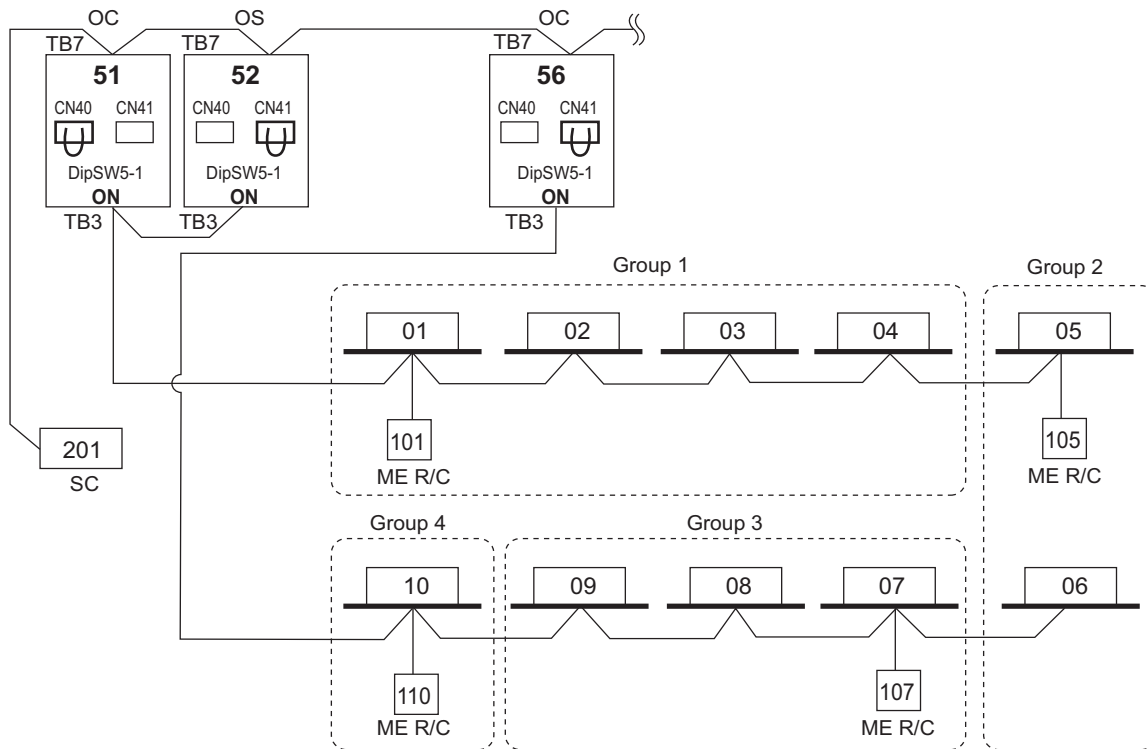 OC OS OC
TB7 TB7 TB7
51 52 56
CN40 CN41 CN40 CN41 CN40 CN41
DipSW5-1 DipSW5-1 DipSW5-1
ON ON ON
TB3 TB3 TB3
Group 1 Group 2
01 02 03 04 05
101 105
201 ME R/C ME R/C
SC
Group 4 Group 3
10 09 08 07 06
110 107
ME R/C ME R/C